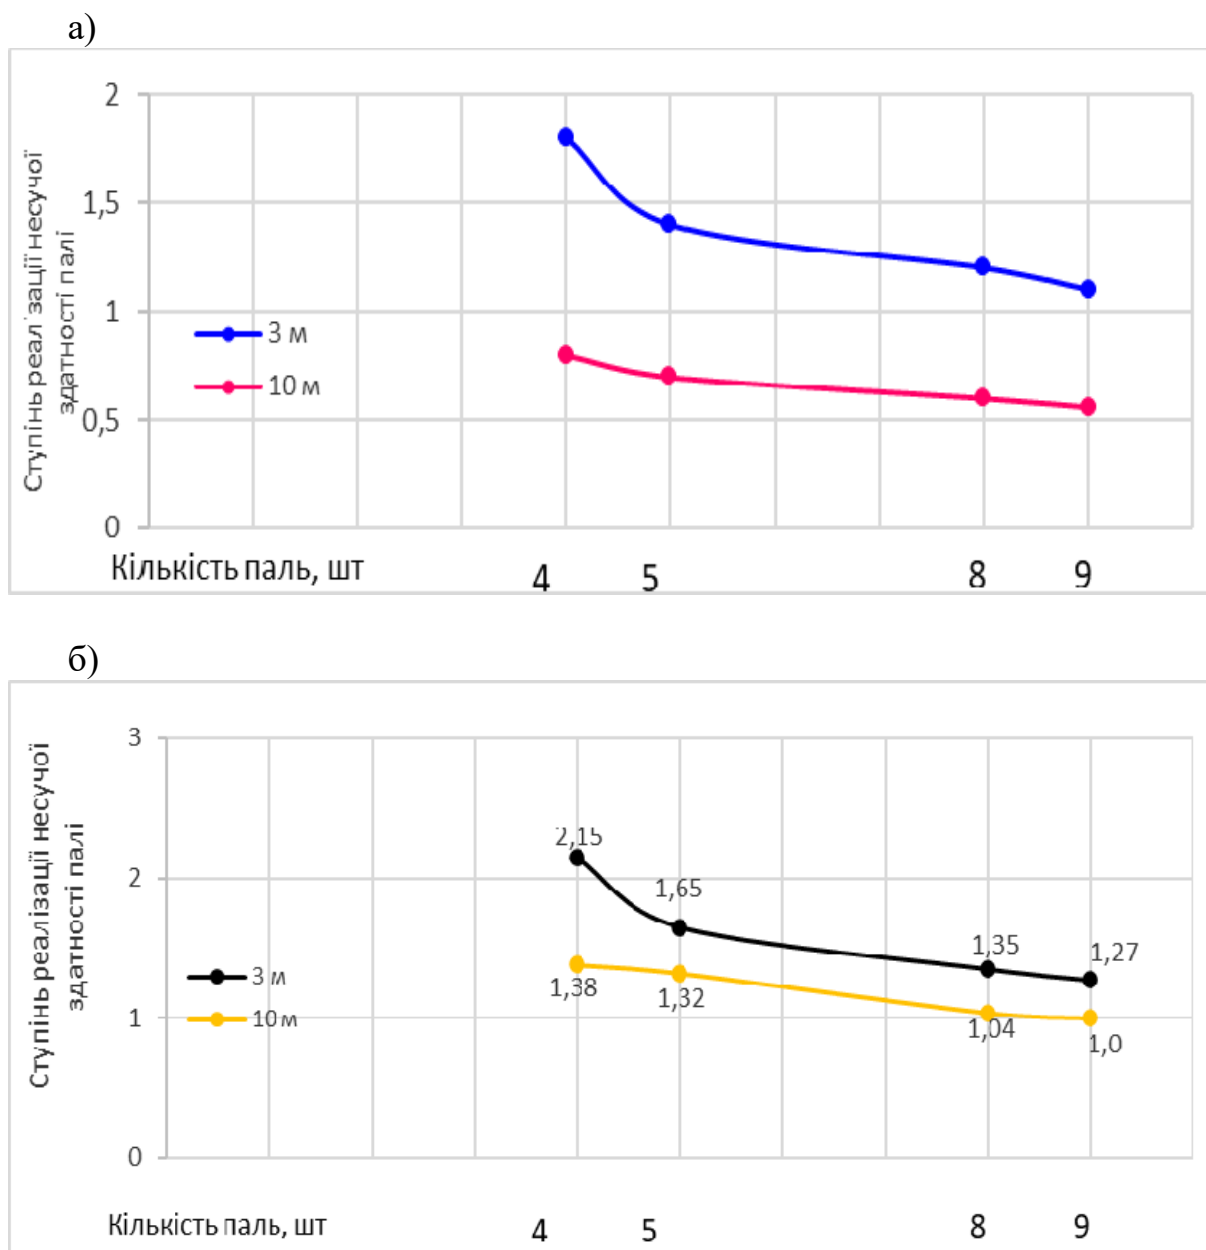 а)
2
1,5
1
0,5
0
Ступінь реалізації несучої
здатності палі
3 м
10 м
Кількість паль, шт
4
5
8
9
б)
3
2
1
0
Ступінь реалізації несучої
здатності палі
2,15
1,65
1,35
1,27
3 м
10 м
1,38
1,32
1,04
1,0
Кількість паль, шт
4
5
8
9